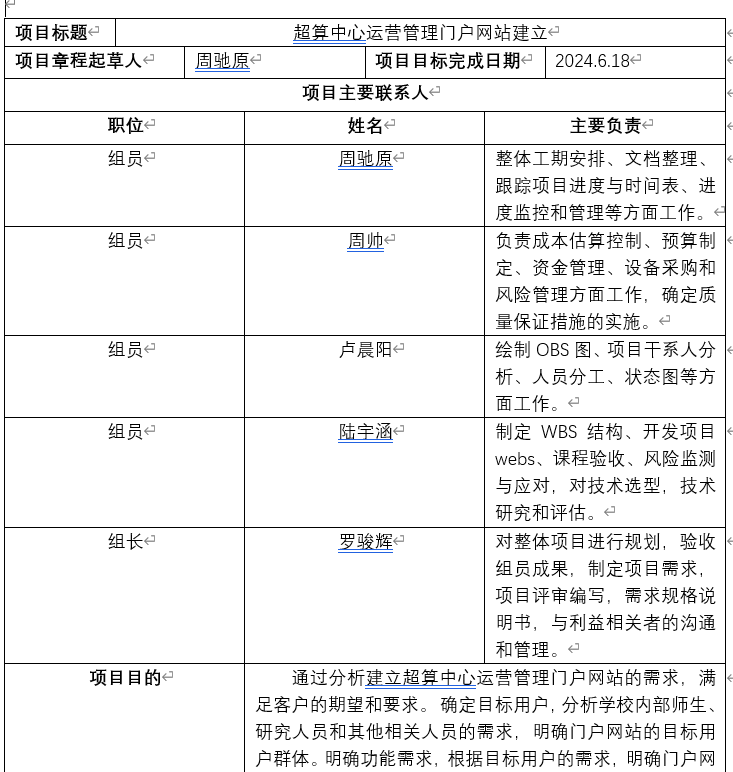 项目标题 超算中心运营管理门户网站建立
项目章程起草人 周驰原 项目目标完成日期 2024.6.18
项目主要联系人
职位 姓名 主要负责
组员 周驰原 整体工期安排、文档整理、
跟踪项目进度与时间表、进
度监控和管理等方面工作。
组员 周帅 负责成本估算控制、预算制
定、资金管理、设备采购和
风险管理方面工作，确定质
量保证措施的实施。
组员 卢晨阳 绘制 OBS 图、项目干系人分
析、人员分工、状态图等方
面工作。
组员 陆宇涵 制定 WBS 结构、开发项目
webs、课程验收、风险监测
与应对，对技术选型，技术
研究和评估。
组长 罗骏辉 对整体项目进行规划，验收
组员成果，制定项目需求，
项目评审编写，需求规格说
明书，与利益相关者的沟通
和管理。
项目目的 通过分析建立超算中心运营管理门户网站的需求，满
足客户的期望和要求。 确定目标用户, 分析学校内部师生、
研究人员和其他相关人员的需求，明确门户网站的目标用
户群体。明确功能需求，根据目标用户的需求，明确门户网